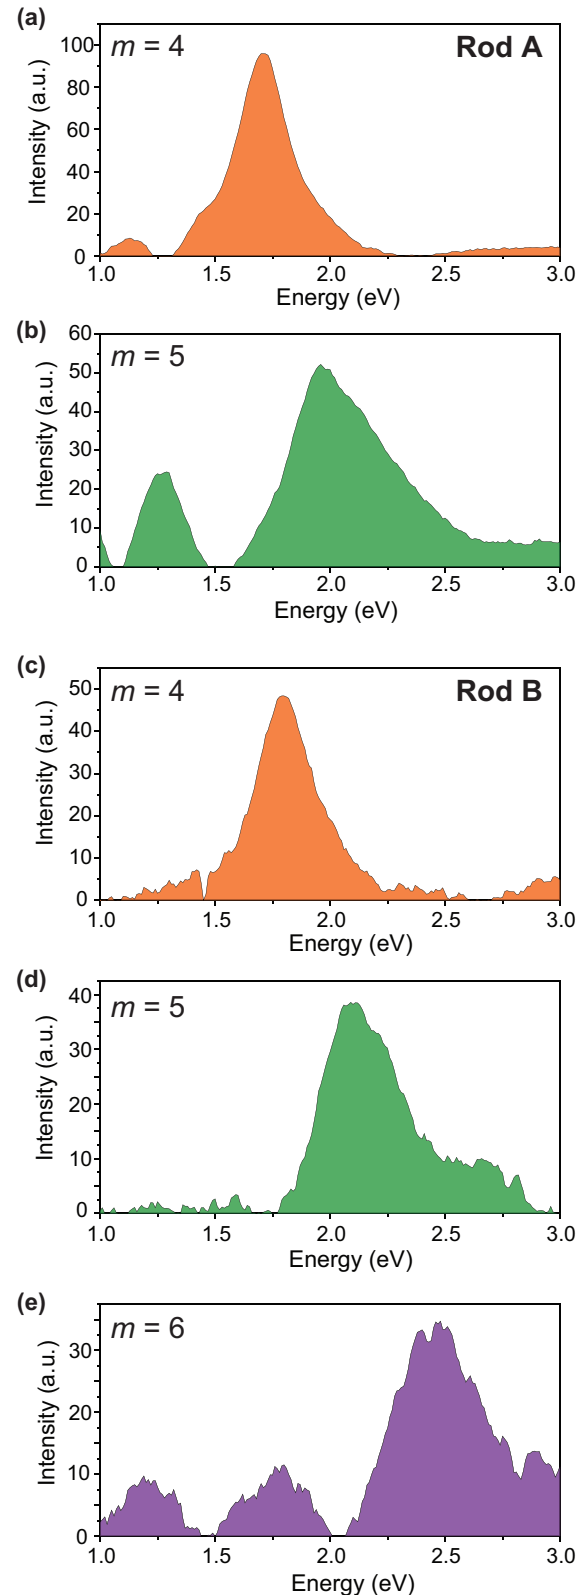 (a)
m = 4
Rod A
100
80
60
40
20
0
Intensity (a.u.)
1.0 1.5 2.0 2.5 3.0
Energy (eV)
(b)
m = 5
60
50
40
30
20
10
0
Intensity (a.u.)
1.0 1.5 2.0 2.5 3.0
Energy (eV)
(c)
m = 4
Rod B
50
40
30
20
10
0
Intensity (a.u.)
1.0 1.5 2.0 2.5 3.0
Energy (eV)
(d)
m = 5
40
30
20
10
0
Intensity (a.u.)
1.0 1.5 2.0 2.5 3.0
Energy (eV)
(e)
m = 6
30
20
10
0
Intensity (a.u.)
1.0 1.5 2.0 2.5 3.0
Energy (eV)